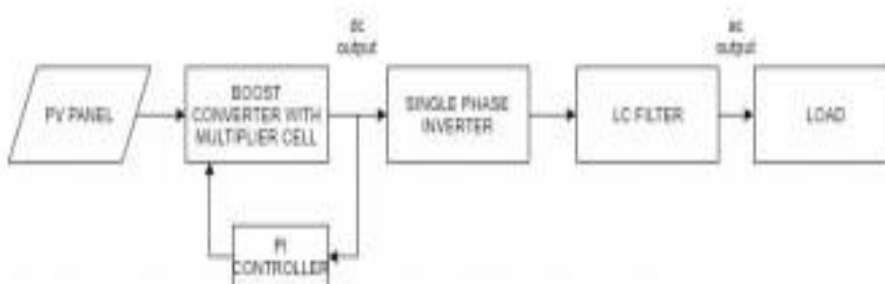 dc
output
ac
output
PV PANEL
BOOST
CONVERTER WITH
MULTIPLIER CELL
SINGLE PHASE
INVERTER
LC FILTER
LOAD
PI
CONTROLLER